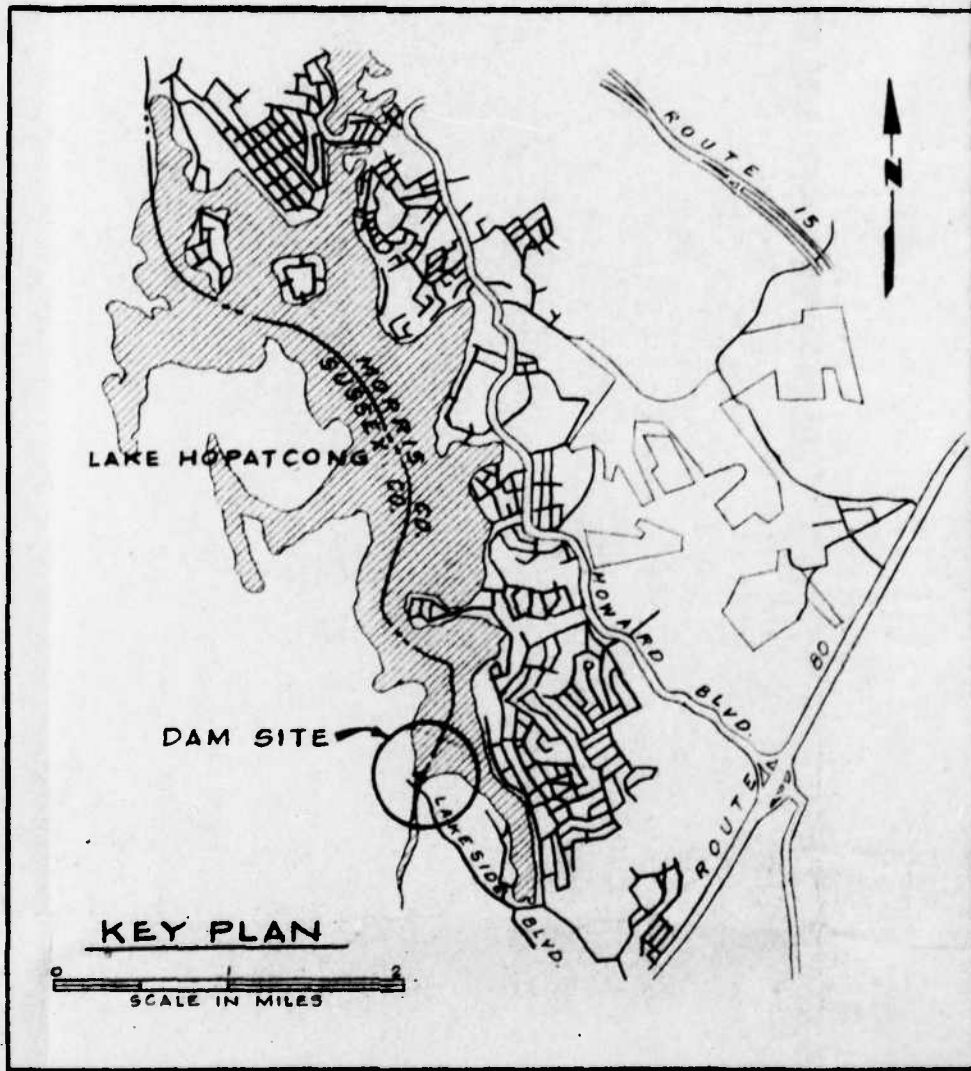 ROUTE 15
N
MORRIS CO.
SUSSEX CO.
LAKE HOPATCONG
HOWARD BLVD.
DAM SITE
LAKESIDE BLVD.
ROUTE 80
KEY PLAN
0 2
SCALE IN MILES